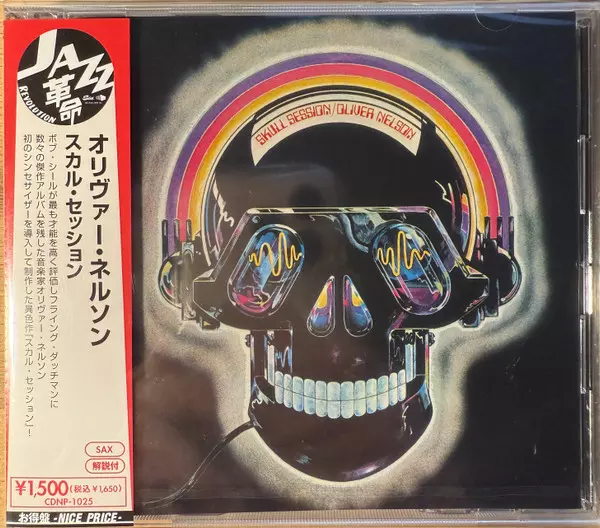 JAZZ
革命
REVOLUTION
オリヴァー・ネルソン
スカル・セッション
ボブ・シールが最も才能を高く評価しフライング・ダッチマンに
数々の傑作アルバムを残した音楽家オリヴァー・ネルソン
初のシンセサイザーを導入して制作した異色作『スカル・セッション』!
SAX
解説付
¥1,500(税込¥1,650)
CDNP-1025
お得盤 -NICE PRICE-
SKULL SESSION/OLIVER NELSON